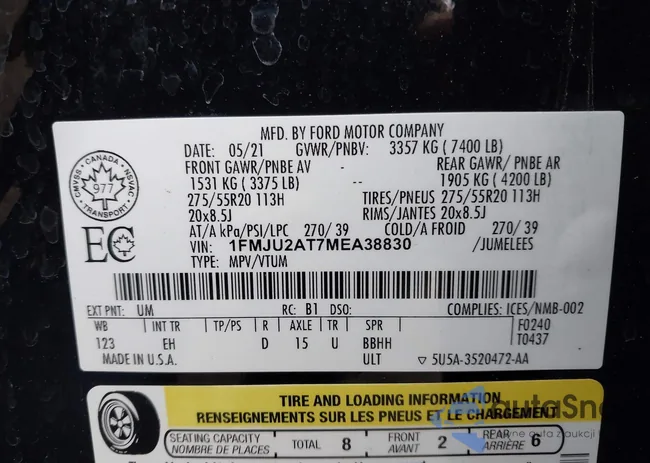 MFD. BY FORD MOTOR COMPANY
DATE: 05/21 GVWR/PNBV: 3357 KG ( 7400 LB)
FRONT GAWR/PNBE AV - REAR GAWR/ PNBE AR
1531 KG ( 3375 LB) -- 1905 KG ( 4200 LB)
275/55R20 113H TIRES/PNEUS 275/55R20 113H
20x8.5J RIMS/JANTES 20x8.5J
AT/A kPa/PSI/LPC 270/ 39 COLD/A FROID 270/ 39
VIN: 1FMJU2AT7MEA38830 /JUMELEES
TYPE: MPV/VTUM
CMVSS • CANADA • NSVAC
977
TRANSPORT
EC
EXT PNT: UM RC: B1 DSO: COMPLIES: ICES/NMB-002
WB INT TR TP/PS R AXLE TR SPR F0240
123 EH D 15 U BBHH T0437
MADE IN U.S.A. ULT ▽ 5U5A-3520472-AA
TIRE AND LOADING INFORMATION
RENSEIGNEMENTS SUR LES PNEUS ET LE CHARGEMENT
SEATING CAPACITY
NOMBRE DE PLACES
TOTAL 8
FRONT
AVANT
2
REAR
ARRIÈRE
6